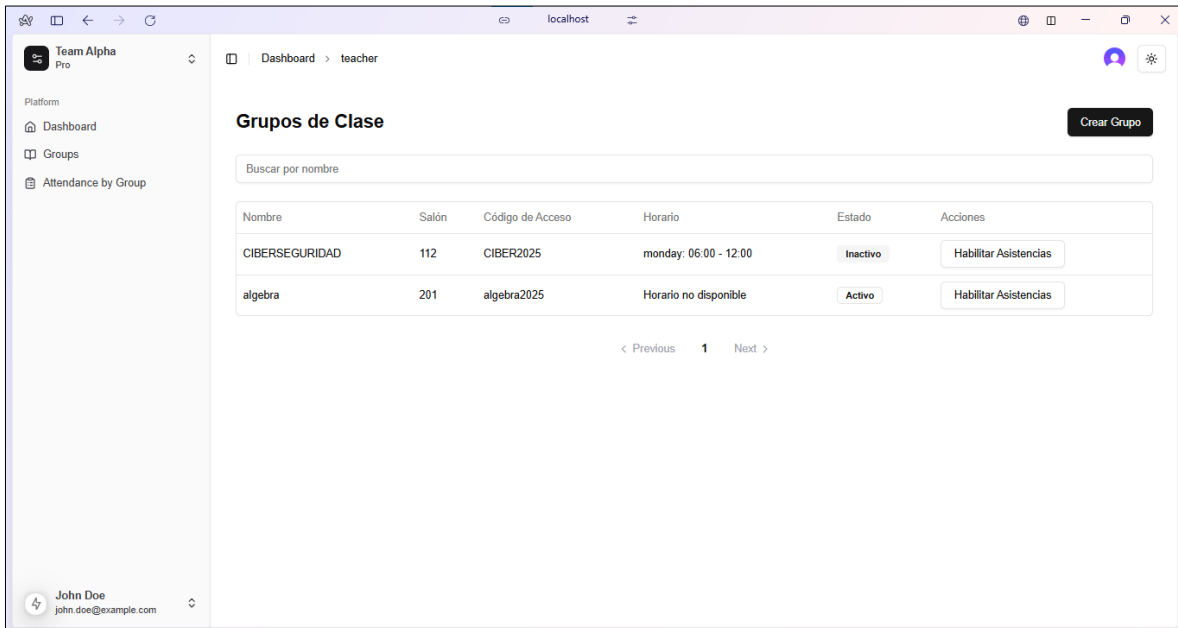 localhost
Team Alpha
Pro
Dashboard > teacher
Platform
Dashboard
Groups
Attendance by Group
Grupos de Clase
Crear Grupo
Buscar por nombre
Nombre Salón Código de Acceso Horario Estado Acciones
CIBERSEGURIDAD 112 CIBER2025 monday: 06:00 - 12:00 Inactivo Habilitar Asistencias
algebra 201 algebra2025 Horario no disponible Activo Habilitar Asistencias
< Previous 1 Next >
John Doe
john.doe@example.com